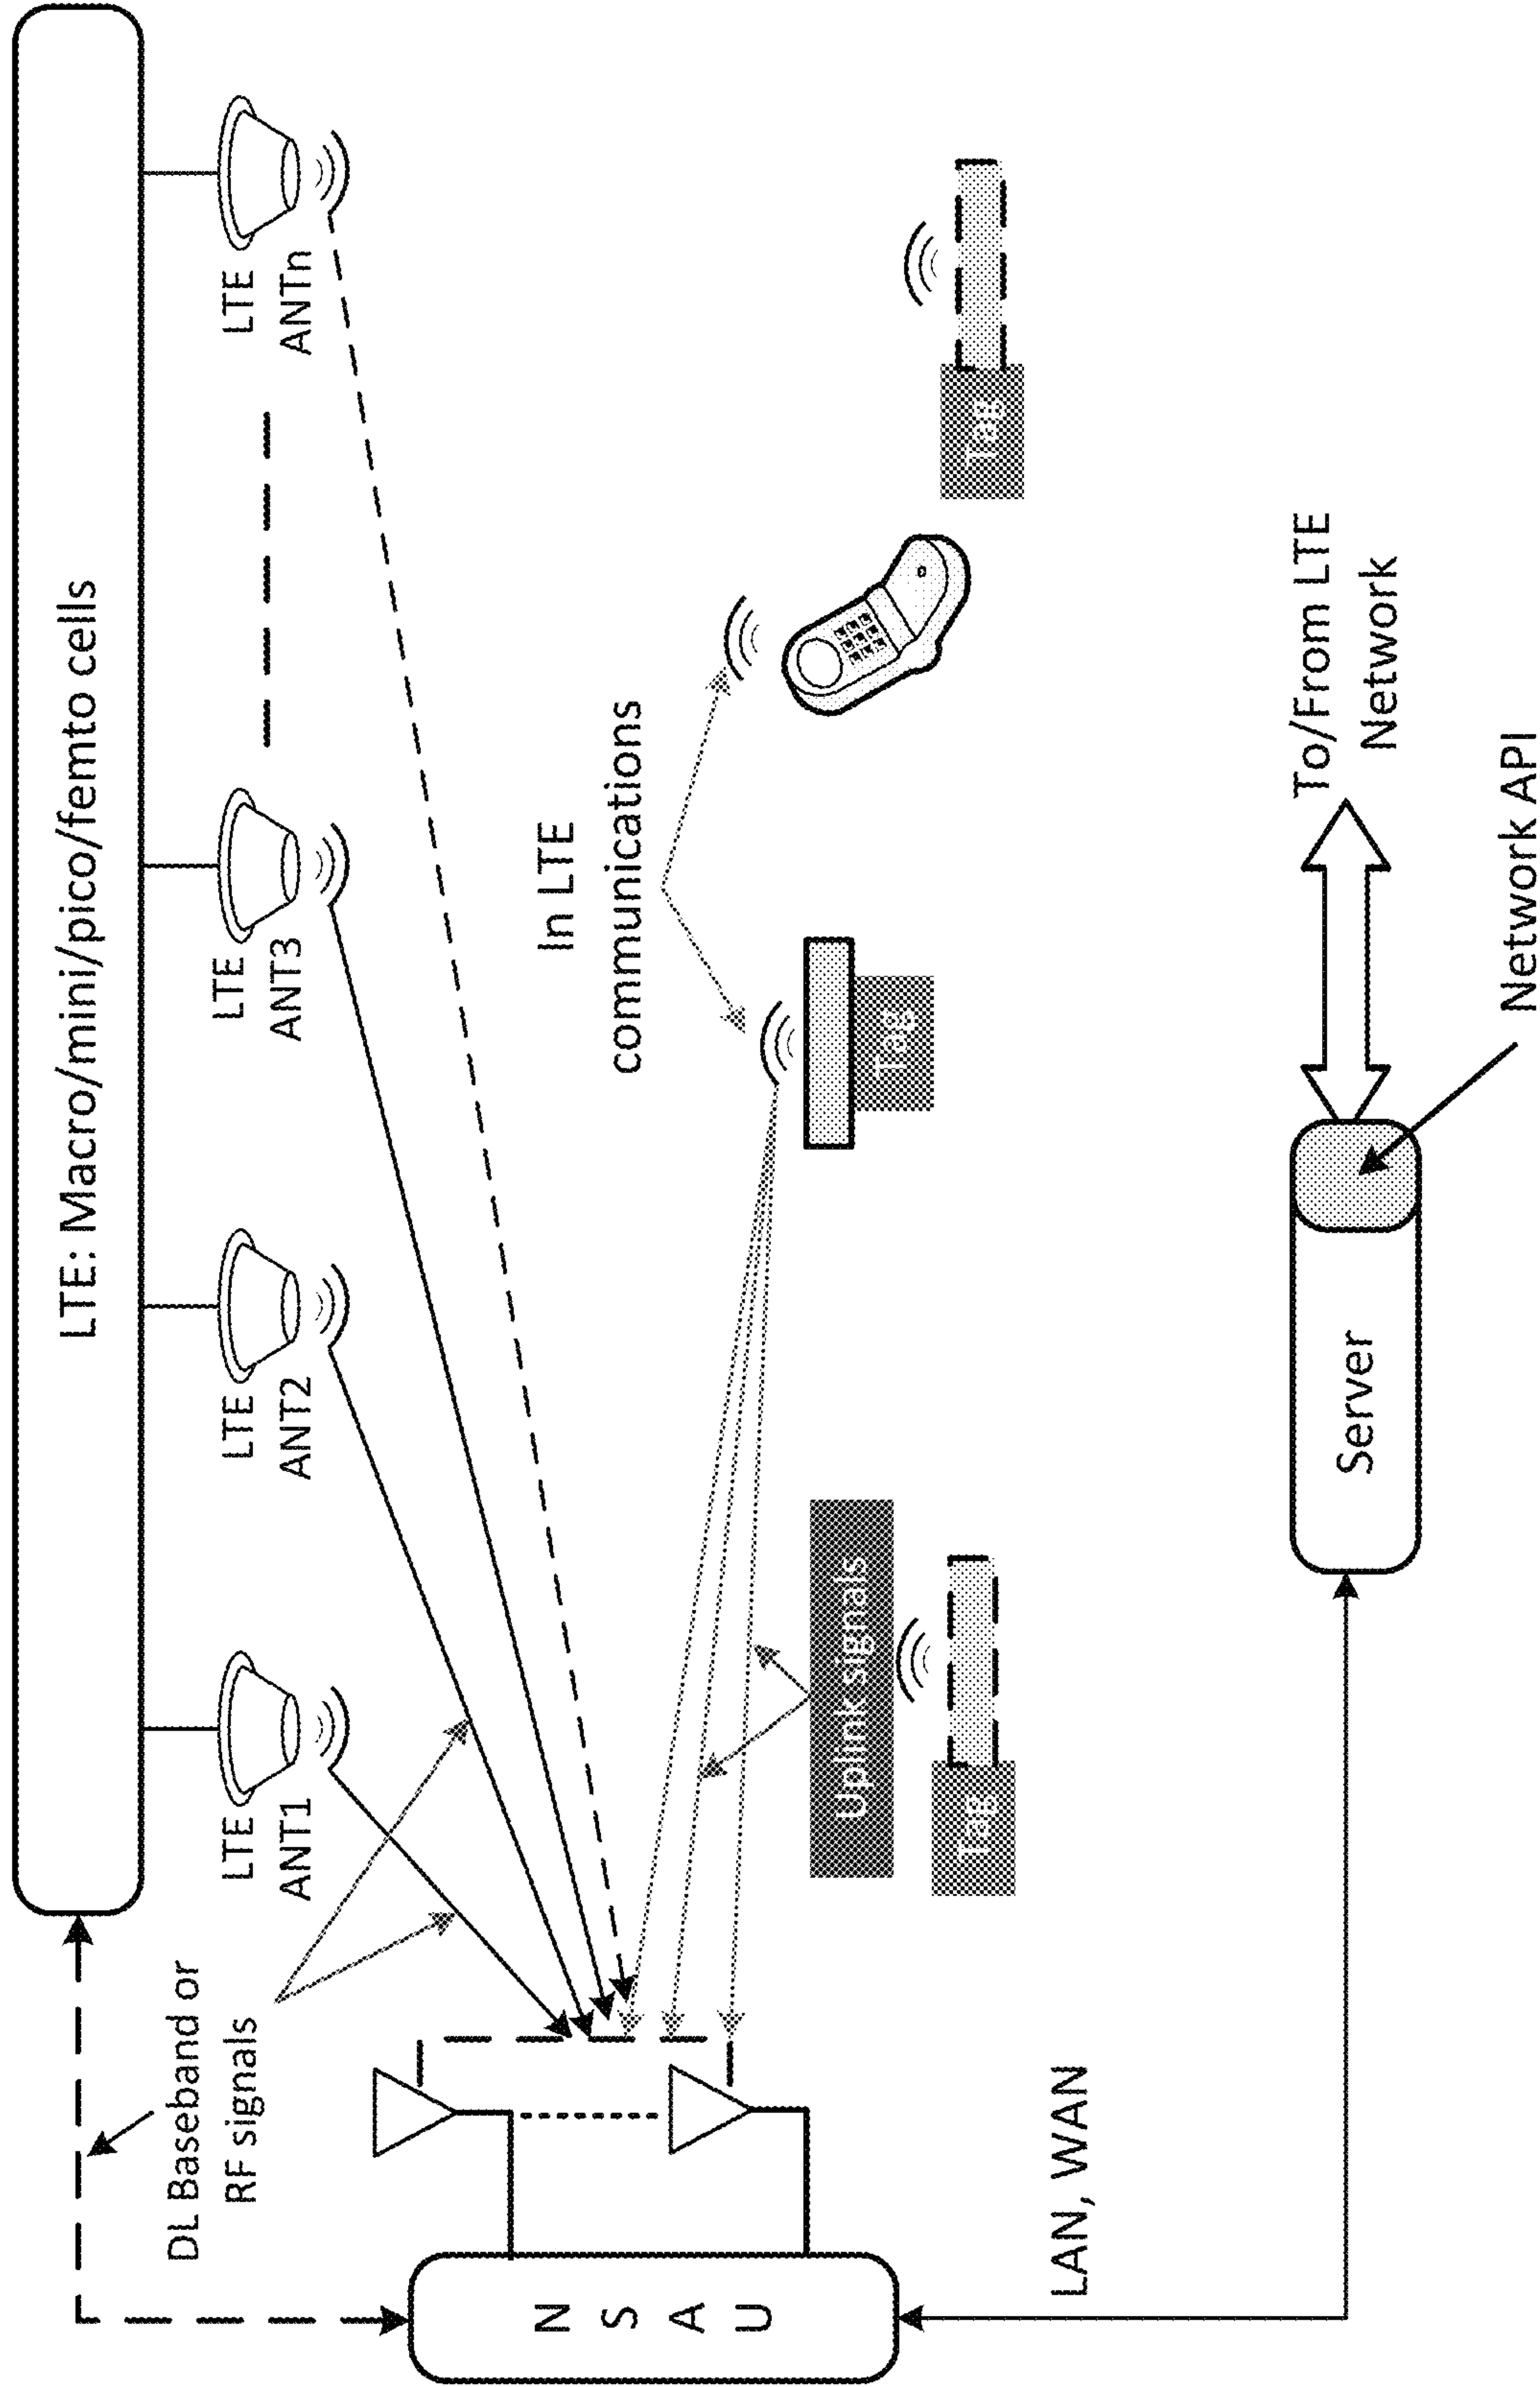 LTE: Macro/mini/pico/femto cells
DL Baseband or
RF signals
LTE
ANT1
LTE
ANT2
LTE
ANT3
LTE
ANTn
N
S
A
U
In LTE
communications
Uplink signals
Tag
Tag
Tag
LAN, WAN
Server
To/From LTE
Network
Network API